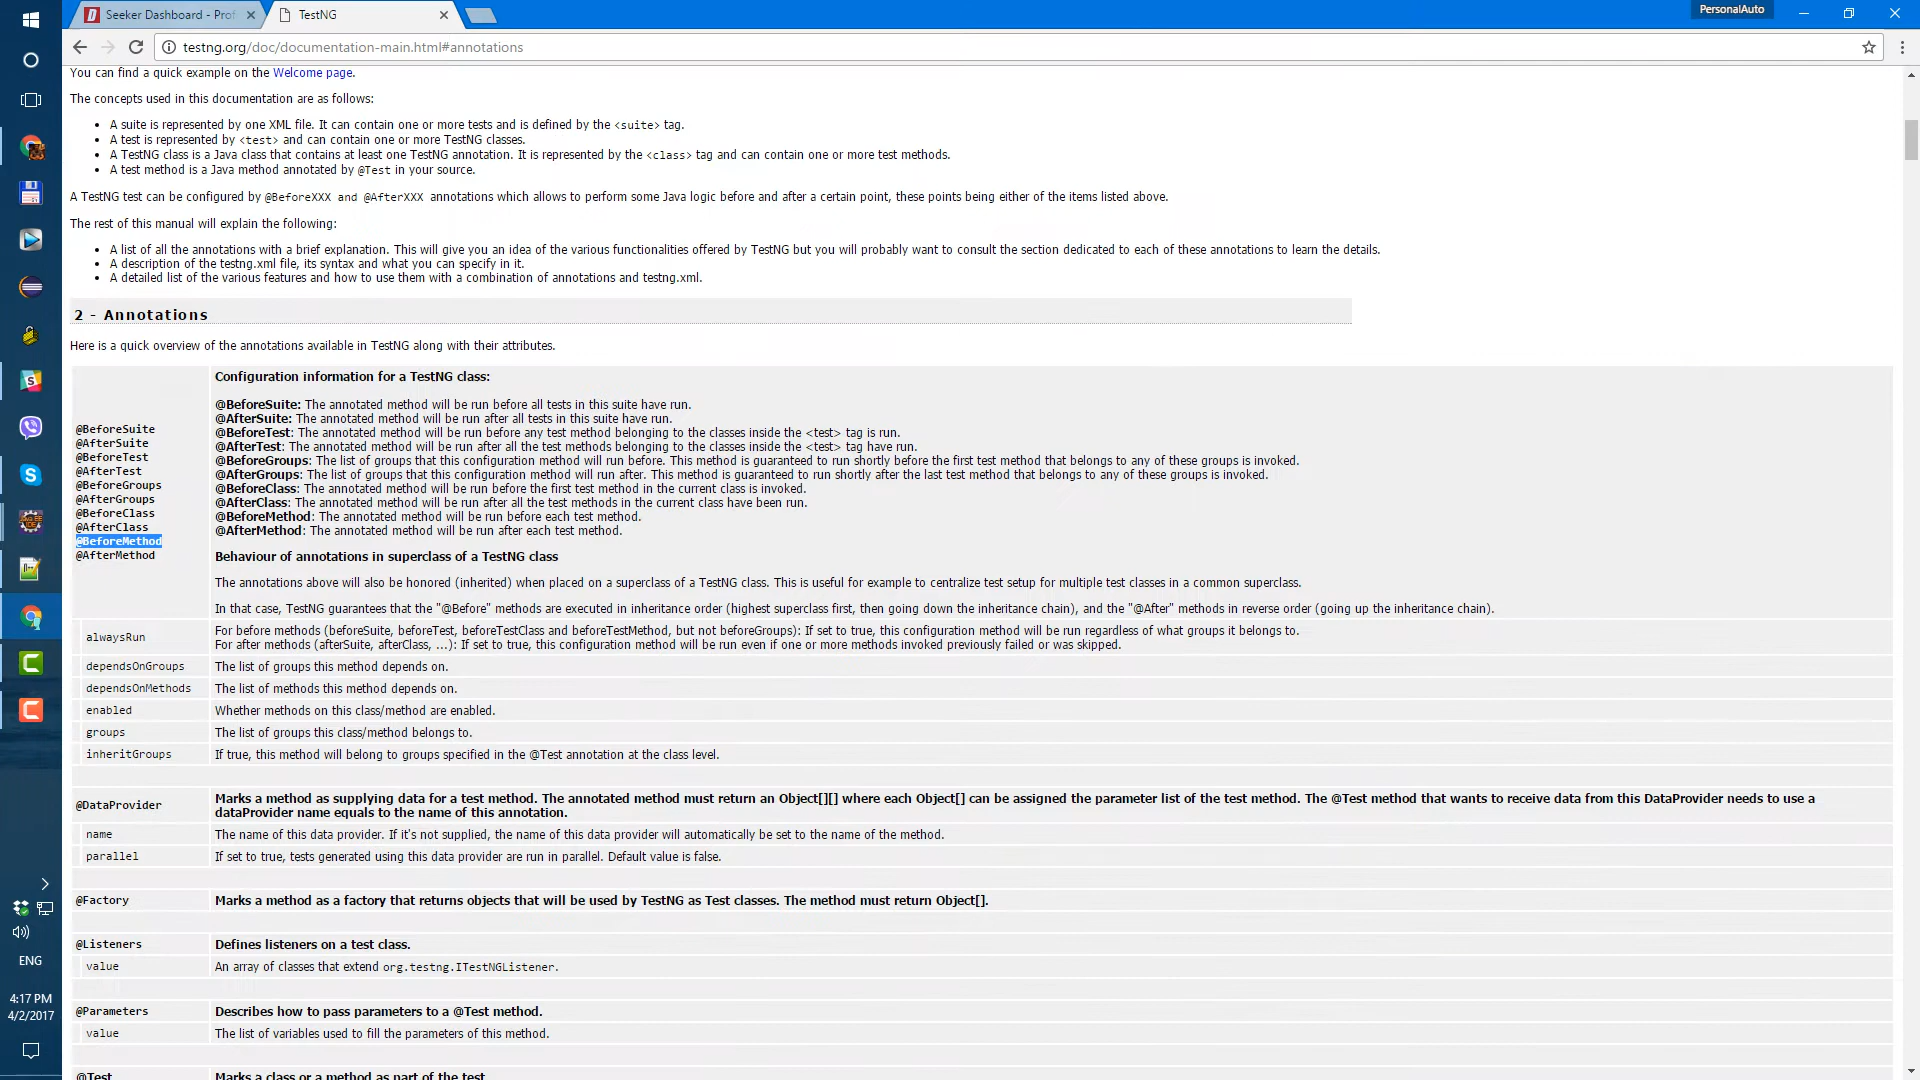 Seeker Dashboard - Prof
TestNG
PersonalAuto
testng.org/doc/documentation-main.html#annotations
You can find a quick example on the Welcome page.
The concepts used in this documentation are as follows:
• A suite is represented by one XML file. It can contain one or more tests and is defined by the <suite> tag.
• A test is represented by <test> and can contain one or more TestNG classes.
• A TestNG class is a Java class that contains at least one TestNG annotation. It is represented by the <class> tag and can contain one or more test methods.
• A test method is a Java method annotated by @Test in your source.
A TestNG test can be configured by @BeforeXXX and @AfterXXX annotations which allows to perform some Java logic before and after a certain point, these points being either of the items listed above.
The rest of this manual will explain the following:
• A list of all the annotations with a brief explanation. This will give you an idea of the various functionalities offered by TestNG but you will probably want to consult the section dedicated to each of these annotations to learn the details.
• A description of the testng.xml file, its syntax and what you can specify in it.
• A detailed list of the various features and how to use them with a combination of annotations and testng.xml.
2 - Annotations
Here is a quick overview of the annotations available in TestNG along with their attributes.
@BeforeSuite
@AfterSuite
@BeforeTest
@AfterTest
@BeforeGroups
@AfterGroups
@BeforeClass
@AfterClass
@BeforeMethod
@AfterMethod
Configuration information for a TestNG class:
@BeforeSuite: The annotated method will be run before all tests in this suite have run.
@AfterSuite: The annotated method will be run after all tests in this suite have run.
@BeforeTest: The annotated method will be run before any test method belonging to the classes inside the <test> tag is run.
@AfterTest: The annotated method will be run after all the test methods belonging to the classes inside the <test> tag have run.
@BeforeGroups: The list of groups that this configuration method will run before. This method is guaranteed to run shortly before the first test method that belongs to any of these groups is invoked.
@AfterGroups: The list of groups that this configuration method will run after. This method is guaranteed to run shortly after the last test method that belongs to any of these groups is invoked.
@BeforeClass: The annotated method will be run before the first test method in the current class is invoked.
@AfterClass: The annotated method will be run after all the test methods in the current class have been run.
@BeforeMethod: The annotated method will be run before each test method.
@AfterMethod: The annotated method will be run after each test method.
Behaviour of annotations in superclass of a TestNG class
The annotations above will also be honored (inherited) when placed on a superclass of a TestNG class. This is useful for example to centralize test setup for multiple test classes in a common superclass.
In that case, TestNG guarantees that the "@Before" methods are executed in inheritance order (highest superclass first, then going down the inheritance chain), and the "@After" methods in reverse order (going up the inheritance chain).
alwaysRun
For before methods (beforeSuite, beforeTest, beforeTestClass and beforeTestMethod, but not beforeGroups): If set to true, this configuration method will be run regardless of what groups it belongs to.
For after methods (afterSuite, afterClass, ...): If set to true, this configuration method will be run even if one or more methods invoked previously failed or was skipped.
dependsOnGroups The list of groups this method depends on.
dependsOnMethods The list of methods this method depends on.
enabled Whether methods on this class/method are enabled.
groups The list of groups this class/method belongs to.
inheritGroups If true, this method will belong to groups specified in the @Test annotation at the class level.
@DataProvider
Marks a method as supplying data for a test method. The annotated method must return an Object[][] where each Object[] can be assigned the parameter list of the test method. The @Test method that wants to receive data from this DataProvider needs to use a
dataProvider name equals to the name of this annotation.
name The name of this data provider. If it's not supplied, the name of this data provider will automatically be set to the name of the method.
parallel If set to true, tests generated using this data provider are run in parallel. Default value is false.
@Factory Marks a method as a factory that returns objects that will be used by TestNG as Test classes. The method must return Object[].
@Listeners Defines listeners on a test class.
value An array of classes that extend org.testng.ITestNGListener.
@Parameters Describes how to pass parameters to a @Test method.
value The list of variables used to fill the parameters of this method.
@Test Marks a class or a method as part of the test.
ENG
4:17 PM
4/2/2017